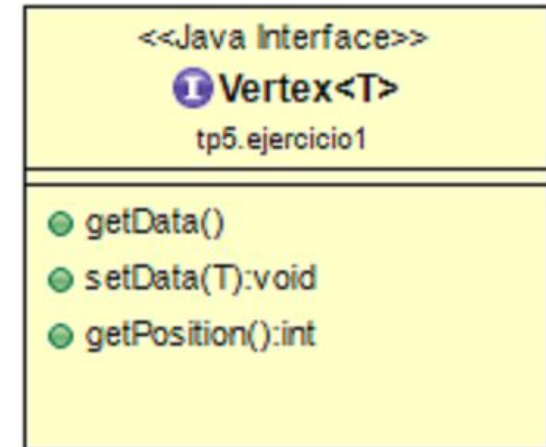 <<Java Interface>>
I Vertex<T>
tp5.ejercicio1
getData()
setData(T):void
getPosition():int